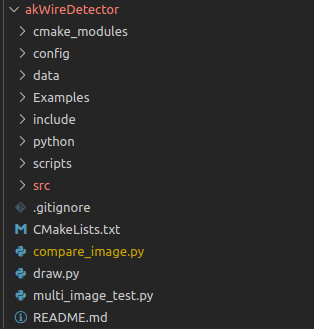 akWireDetector
cmake_modules
config
data
Examples
include
python
scripts
src
.gitignore
CMakeLists.txt
compare_image.py
draw.py
multi_image_test.py
README.md